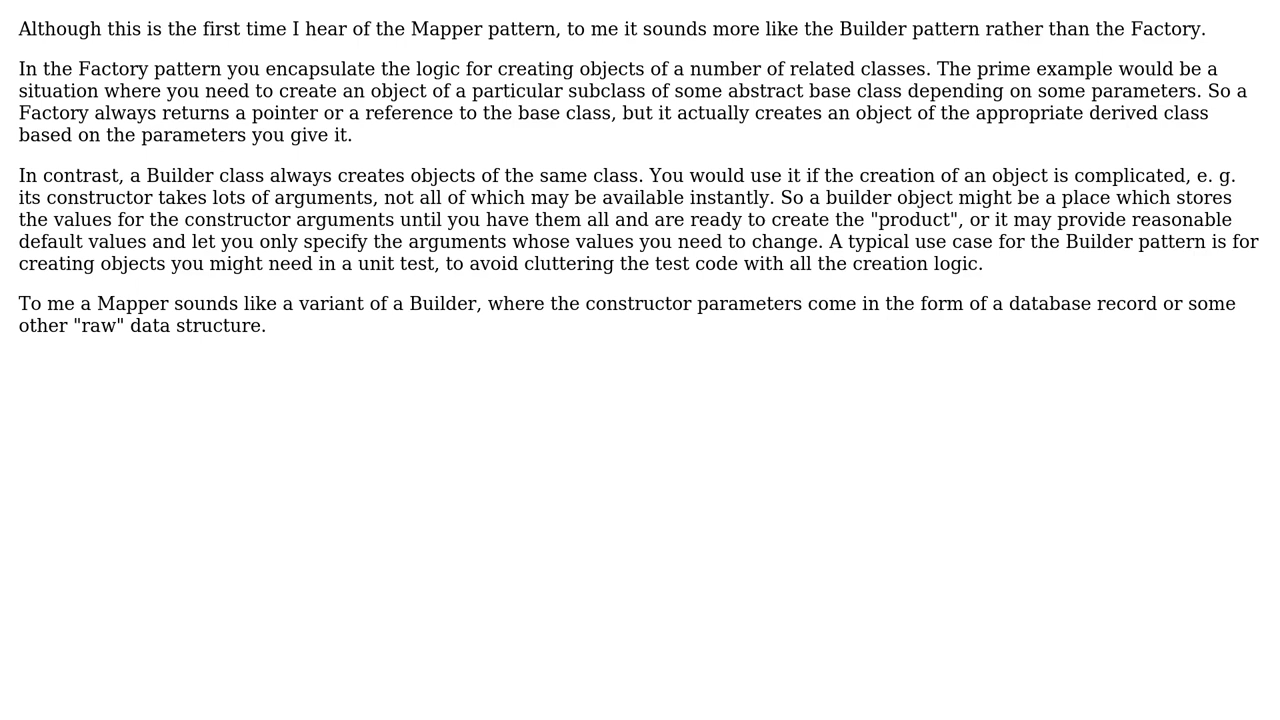 Although this is the first time I hear of the Mapper pattern, to me it sounds more like the Builder pattern rather than the Factory.
In the Factory pattern you encapsulate the logic for creating objects of a number of related classes. The prime example would be a
situation where you need to create an object of a particular subclass of some abstract base class depending on some parameters. So a
Factory always returns a pointer or a reference to the base class, but it actually creates an object of the appropriate derived class
based on the parameters you give it.
In contrast, a Builder class always creates objects of the same class. You would use it if the creation of an object is complicated, e. g.
its constructor takes lots of arguments, not all of which may be available instantly. So a builder object might be a place which stores
the values for the constructor arguments until you have them all and are ready to create the "product", or it may provide reasonable
default values and let you only specify the arguments whose values you need to change. A typical use case for the Builder pattern is for
creating objects you might need in a unit test, to avoid cluttering the test code with all the creation logic.
To me a Mapper sounds like a variant of a Builder, where the constructor parameters come in the form of a database record or some
other "raw" data structure.